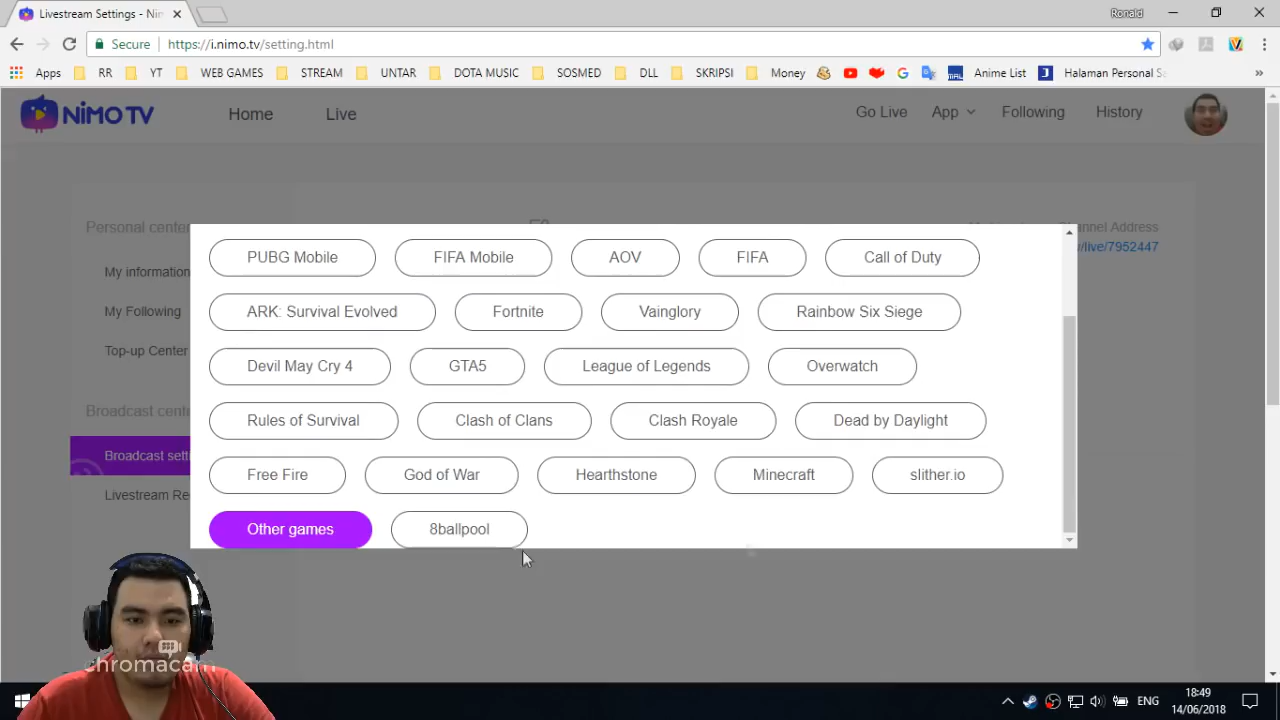 Livestream Settings - Nim
Ronald
Secure https://i.nimo.tv/setting.html
Apps RR YT WEB GAMES STREAM UNTAR DOTA MUSIC SOSMED DLL SKRIPSI Money Anime List Halaman Personal Sa »
NIMO TV Home Live Go Live App Following History
Personal cente
Channel Address
/live/7952447
My information
My Following
Top-up Center
Broadcast cent
Broadcast setti
Livestream Re
PUBG Mobile FIFA Mobile AOV FIFA Call of Duty
ARK: Survival Evolved Fortnite Vainglory Rainbow Six Siege
Devil May Cry 4 GTA5 League of Legends Overwatch
Rules of Survival Clash of Clans Clash Royale Dead by Daylight
Free Fire God of War Hearthstone Minecraft slither.io
Other games 8ballpool
chromacam
ENG
18:49
14/06/2018